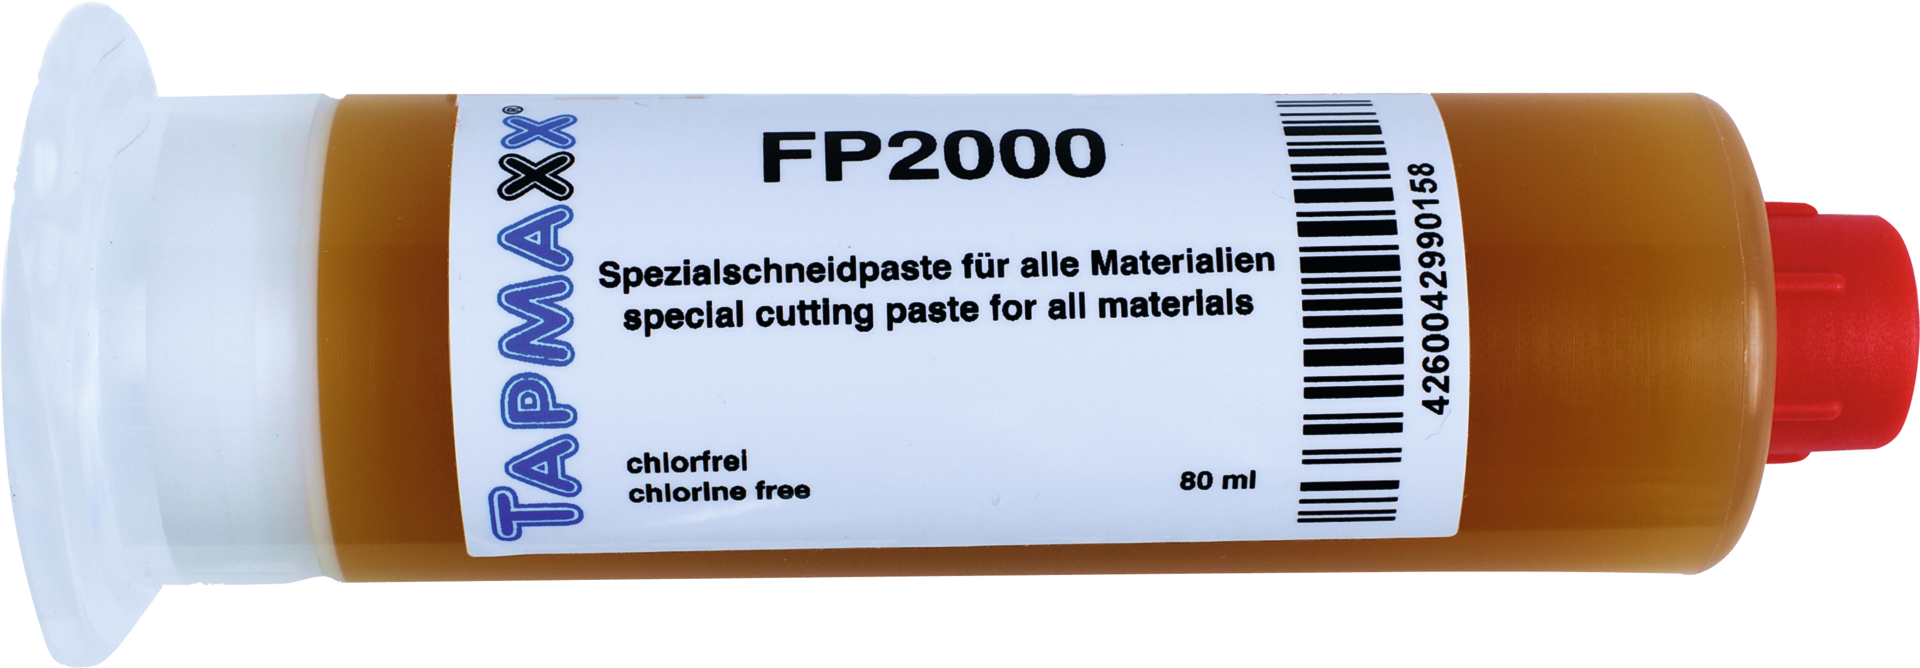 TAPMAXX®
FP2000
Spezialschneidpaste für alle Materialien
special cutting paste for all materials
chlorfrei
chlorine free
80 ml
4260042990158